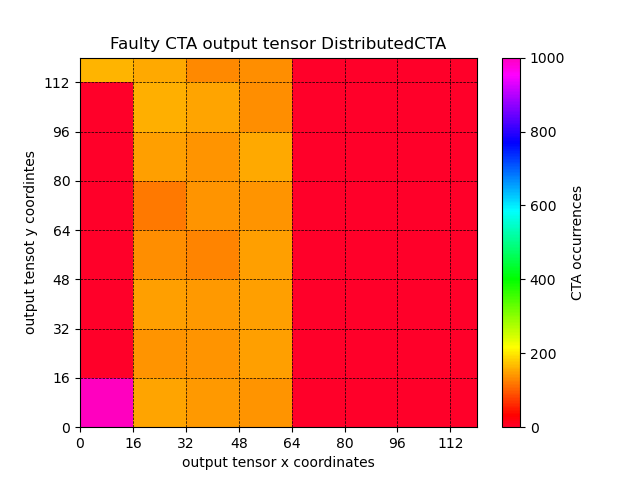 Faulty CTA output tensor DistributedCTA
output tensot y coordintes
112
96
80
64
48
32
16
0
0 16 32 48 64 80 96 112
output tensor x coordinates
1000
800
600
400
200
0
CTA occurrences